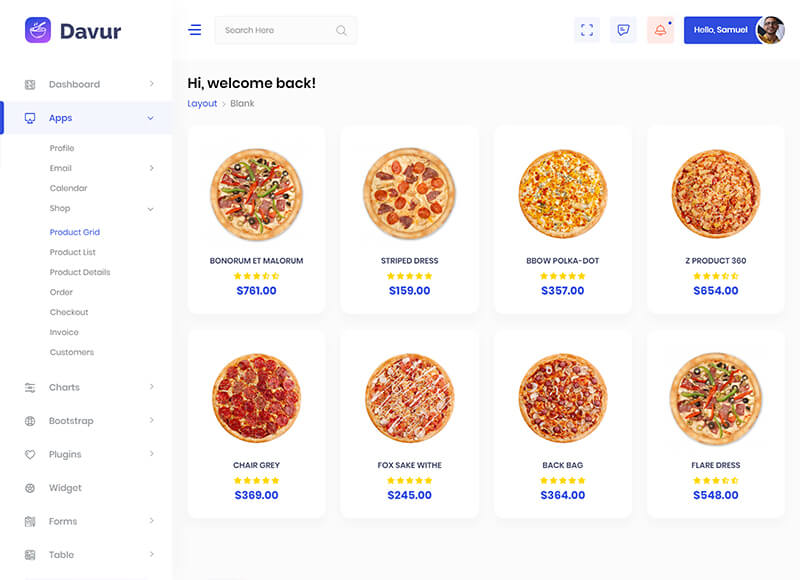 Davur
Search Here
Hello, Samuel
Dashboard
Apps
Profile
Email
Calendar
Shop
Product Grid
Product List
Product Details
Order
Checkout
Invoice
Customers
Charts
Bootstrap
Plugins
Widget
Forms
Table
Hi, welcome back!
Layout > Blank
BONORUM ET MALORUM
$761.00
STRIPED DRESS
$159.00
BBOW POLKA-DOT
$357.00
Z PRODUCT 360
$654.00
CHAIR GREY
$369.00
FOX SAKE WITHE
$245.00
BACK BAG
$364.00
FLARE DRESS
$548.00